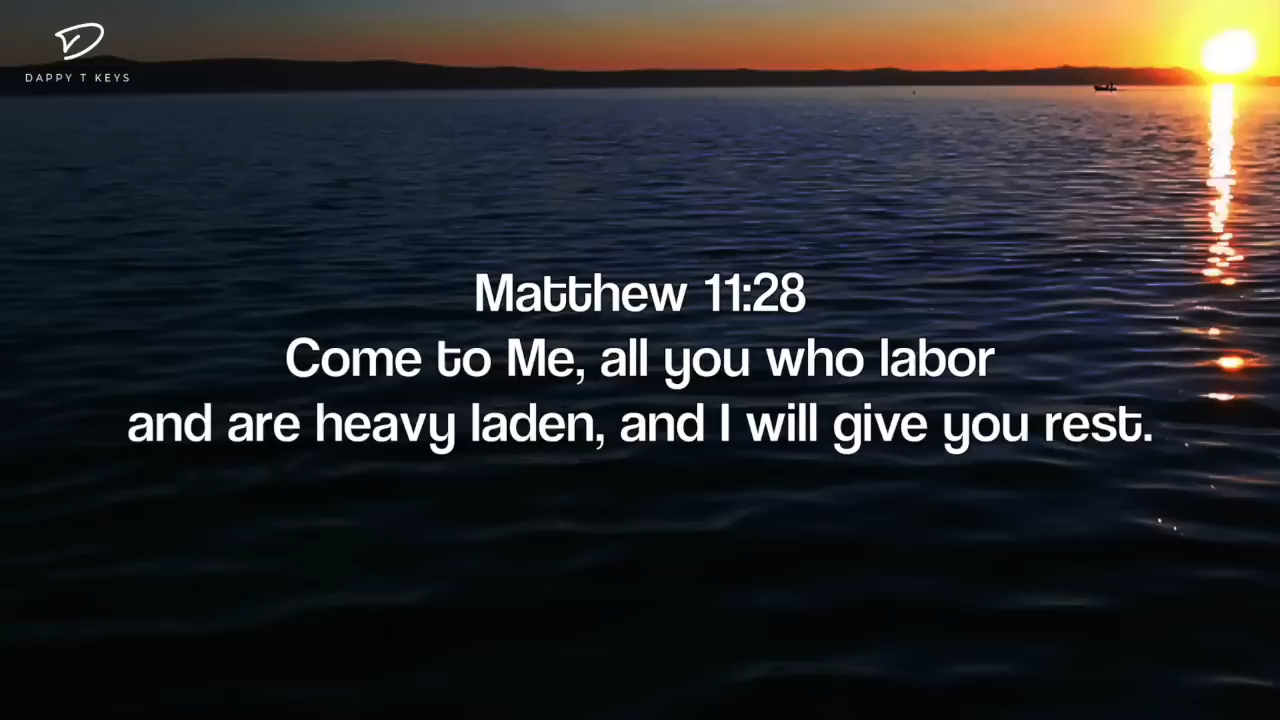 DAPPY T KEYS
Matthew 11:28
Come to Me, all you who labor
and are heavy laden, and I will give you rest.